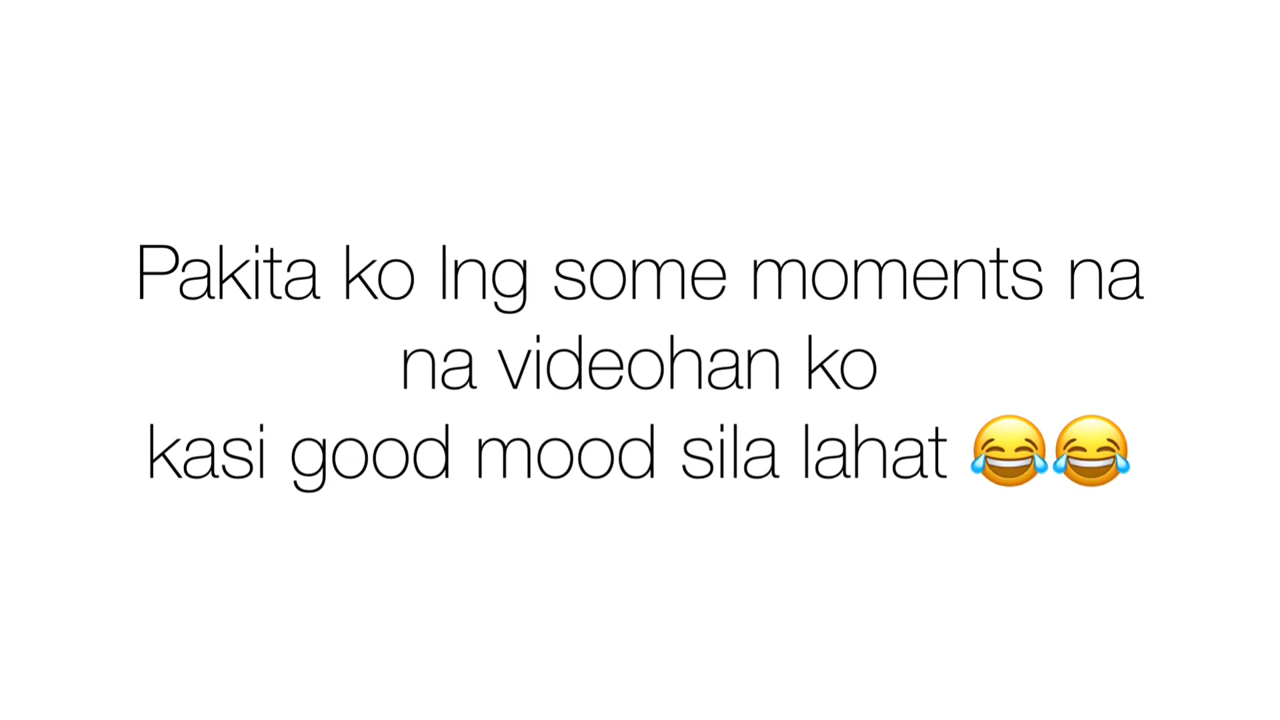 Pakita ko lng some moments na
na videohan ko
kasi good mood sila lahat 😂😂